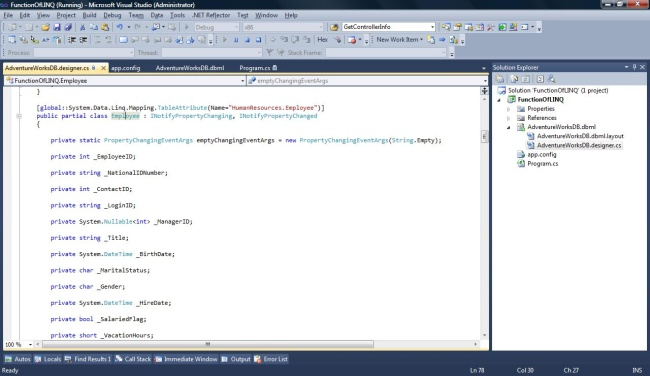 FunctionOfLINQ (Running) - Microsoft Visual Studio (Administrator)
File Edit View Project Build Debug Team Data Tools .NET Reflector Test Window Help
Debug x86 GetControllerInfo
Hex New Work Item
Process: Thread: Stack Frame:
AdventureWorksDB.designer.cs app.config AdventureWorksDB.dbml Program.cs
FunctionOfLINQ.Employee emptyChangingEventArgs
}
[global::System.Data.Linq.Mapping.TableAttribute(Name="HumanResources.Employee")]
public partial class Employee : INotifyPropertyChanging, INotifyPropertyChanged
{
private static PropertyChangingEventArgs emptyChangingEventArgs = new PropertyChangingEventArgs(String.Empty);
private int _EmployeeID;
private string _NationalIDNumber;
private int _ContactID;
private string _LoginID;
private System.Nullable<int> _ManagerID;
private string _Title;
private System.DateTime _BirthDate;
private char _MaritalStatus;
private char _Gender;
private System.DateTime _HireDate;
private bool _SalariedFlag;
private short _VacationHours;
100 %
Solution Explorer
Solution 'FunctionOfLINQ' (1 project)
FunctionOfLINQ
Properties
References
AdventureWorksDB.dbml
AdventureWorksDB.dbml.layout
AdventureWorksDB.designer.cs
app.config
Program.cs
Autos Locals Find Results 1 Call Stack Immediate Window Output Error List
Ready Ln 78 Col 30 Ch 27 INS